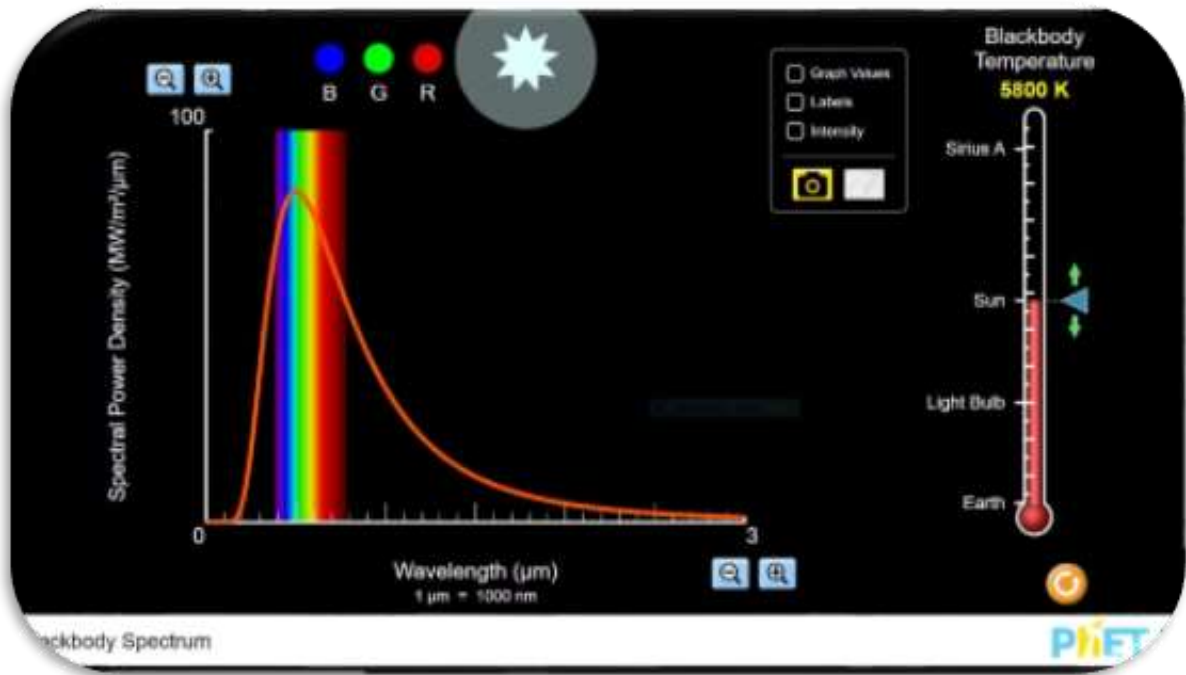 B G R
100
Spectral Power Density (MW/m²/μm)
0
3
Wavelength (μm)
1 μm = 1000 nm
Graph Values
Labels
Intensity
Blackbody
Temperature
5800 K
Sirius A
Sun
Light Bulb
Earth
ackbody Spectrum
PhET